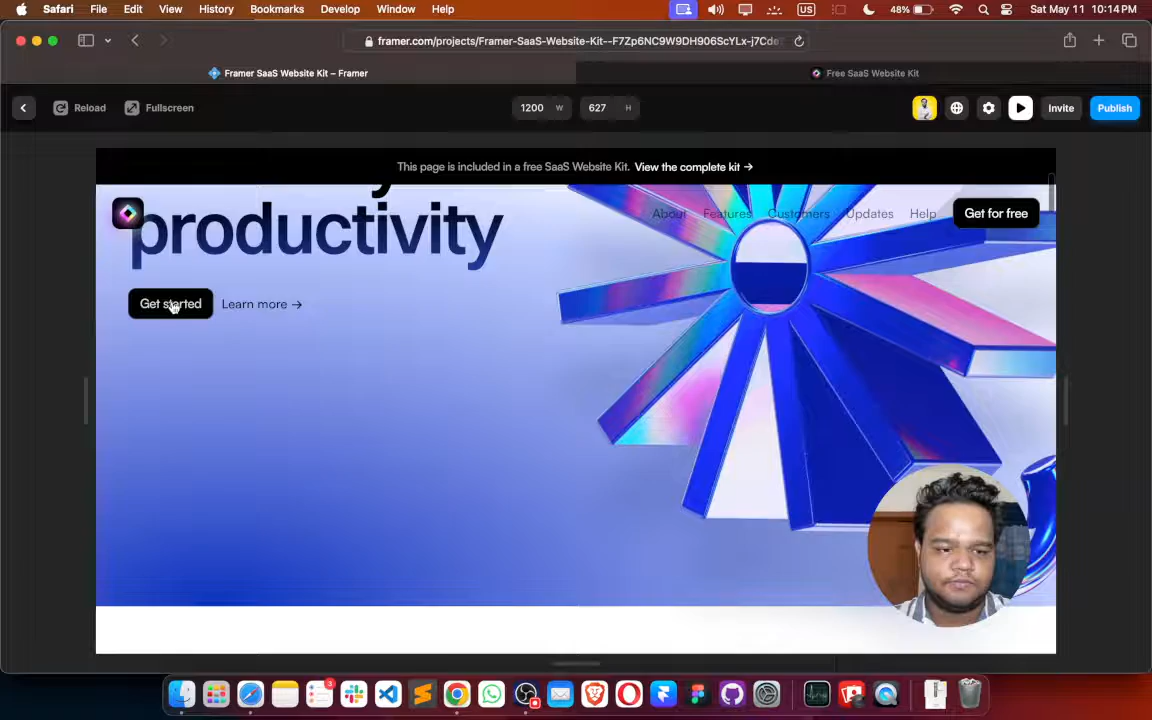 Safari File Edit View History Bookmarks Develop Window Help US 48% Sat May 11 10:14 PM
framer.com/projects/Framer-SaaS-Website-Kit--F7Zp6NC9W9DH906ScYLx-j7Cde
Framer SaaS Website Kit – Framer Free SaaS Website Kit
Reload Fullscreen 1200 W 627 H Invite Publish
This page is included in a free SaaS Website Kit. View the complete kit →
About Features Customers Updates Help Get for free
productivity
Get started Learn more →
3